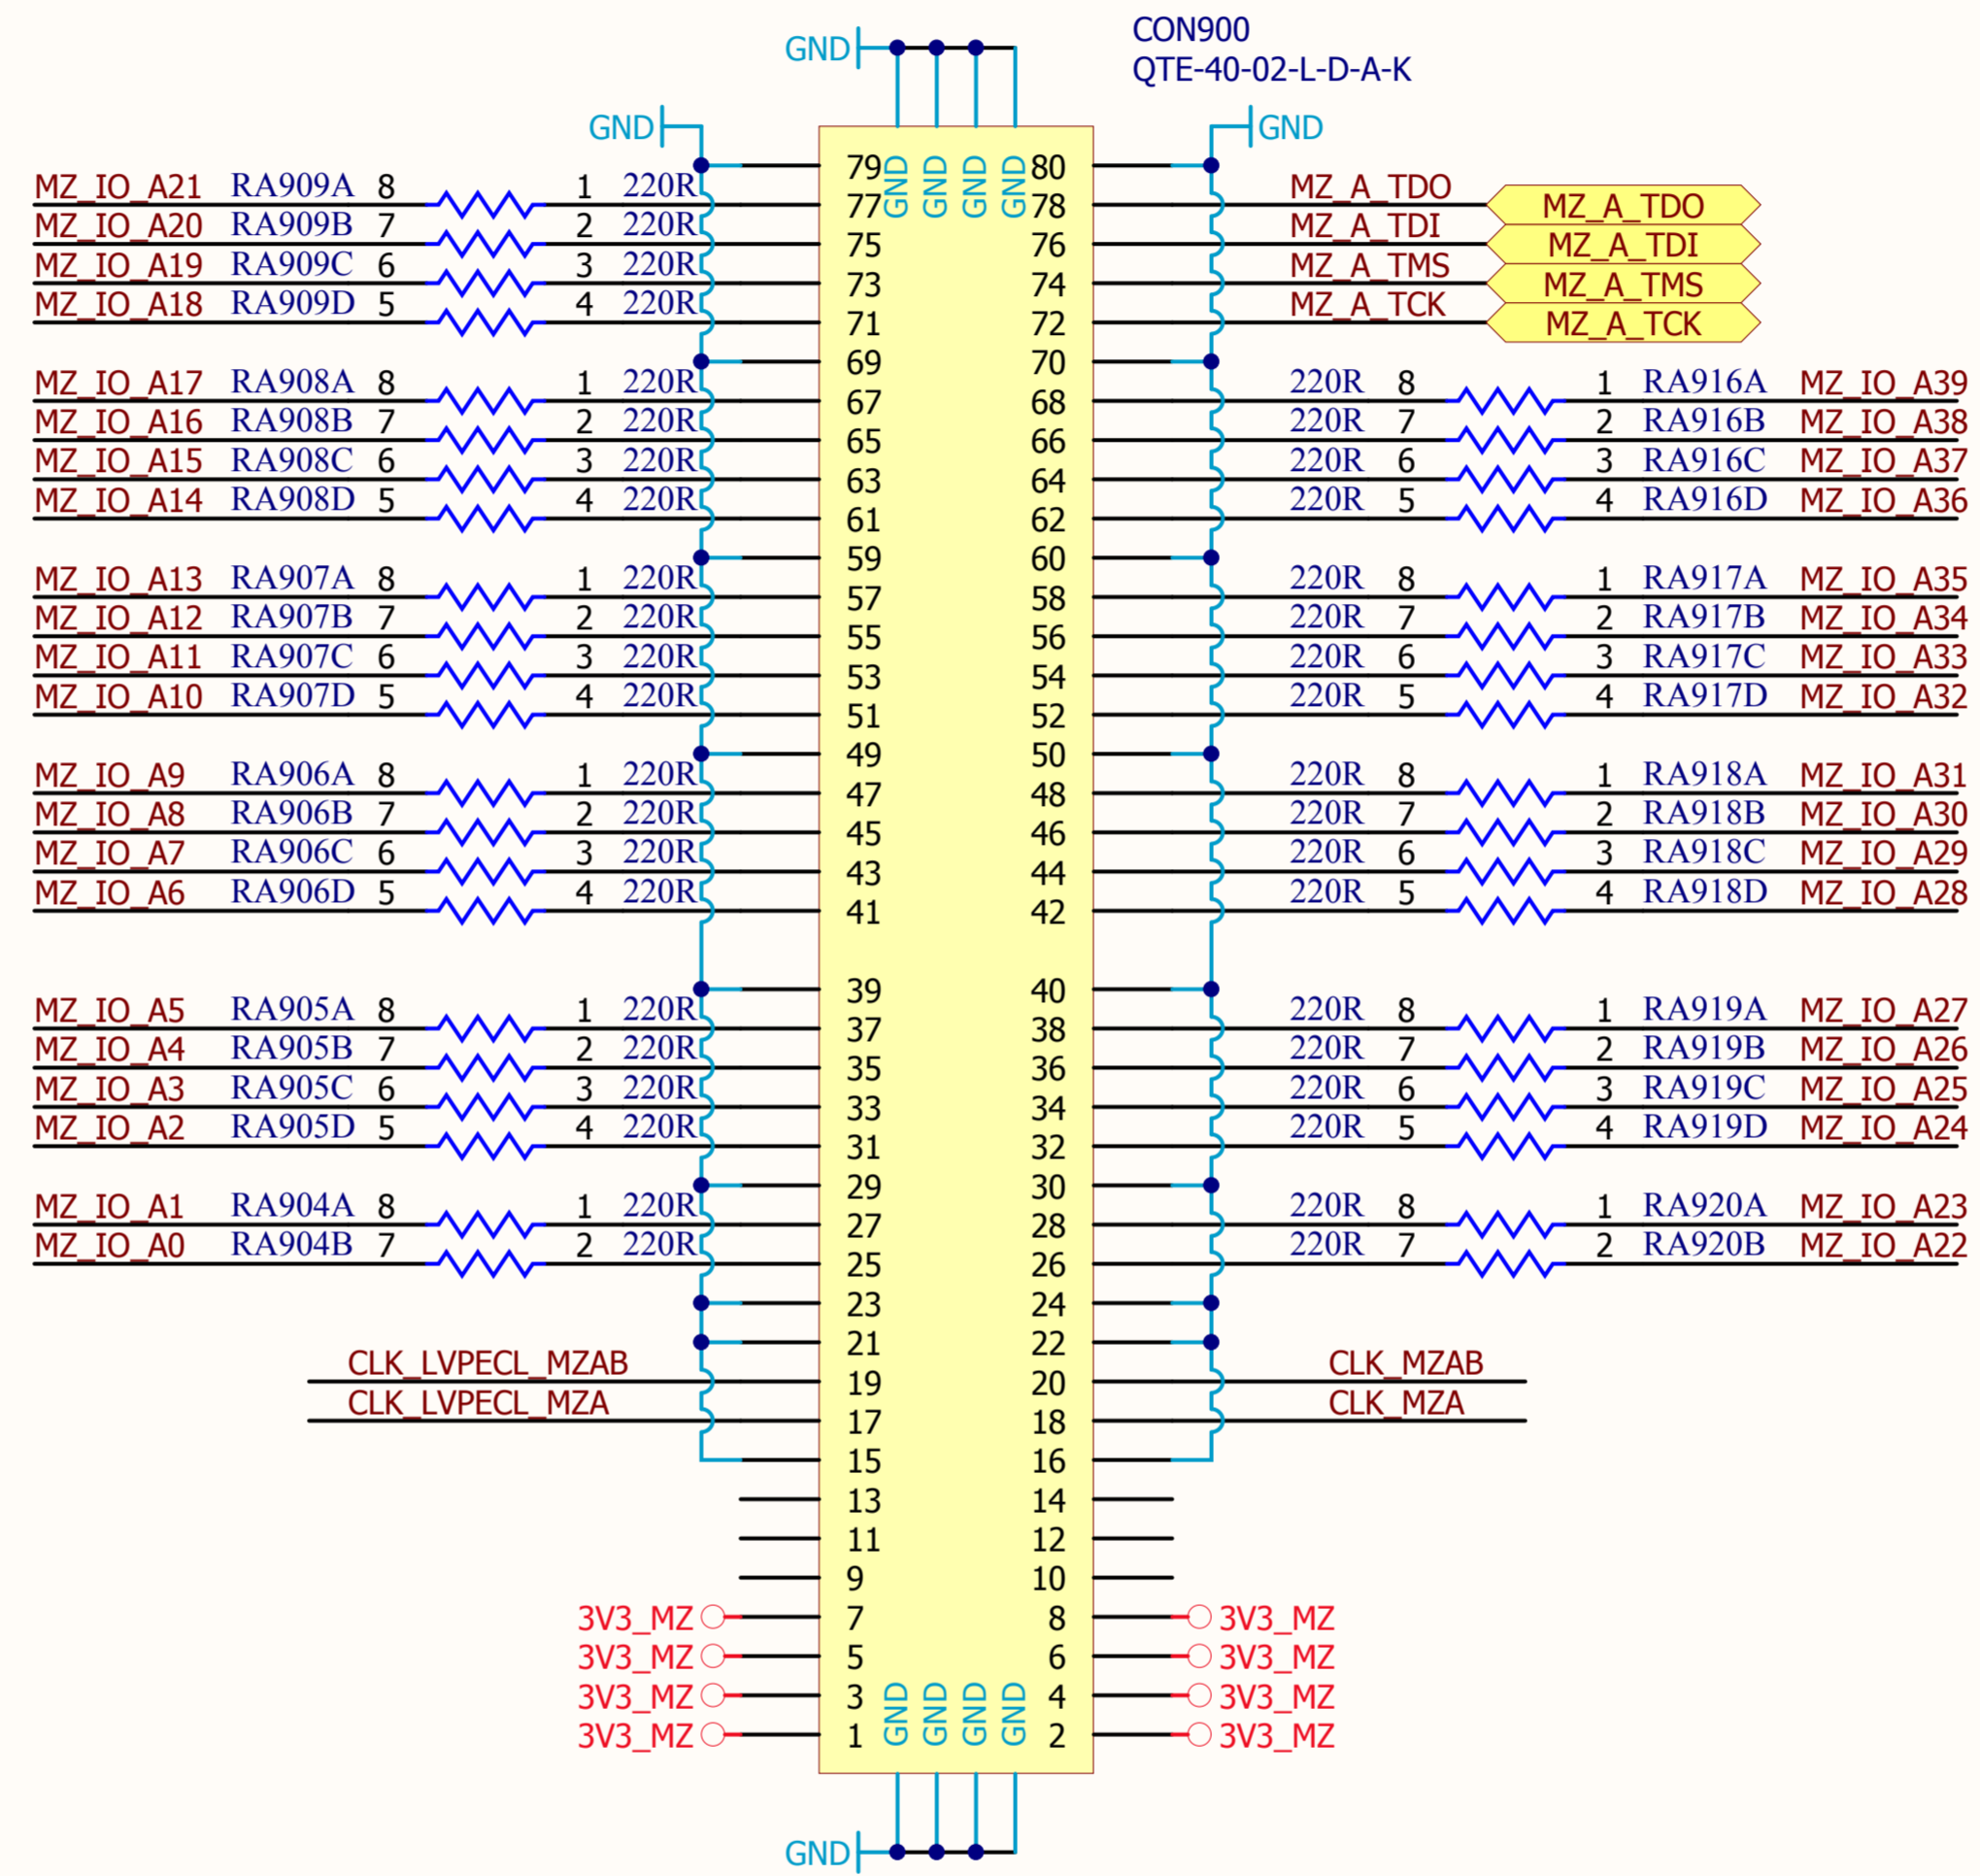 CON900
QTE-40-02-L-D-A-K
GND
GND GND
79 GND GND GND GND 80
MZ_IO_A21 RA909A 8 1 220R 77 78 MZ_A_TDO MZ_A_TDO
MZ_IO_A20 RA909B 7 2 220R 75 76 MZ_A_TDI MZ_A_TDI
MZ_IO_A19 RA909C 6 3 220R 73 74 MZ_A_TMS MZ_A_TMS
MZ_IO_A18 RA909D 5 4 220R 71 72 MZ_A_TCK MZ_A_TCK
69 70
MZ_IO_A17 RA908A 8 1 220R 67 68 220R 8 1 RA916A MZ_IO_A39
MZ_IO_A16 RA908B 7 2 220R 65 66 220R 7 2 RA916B MZ_IO_A38
MZ_IO_A15 RA908C 6 3 220R 63 64 220R 6 3 RA916C MZ_IO_A37
MZ_IO_A14 RA908D 5 4 220R 61 62 220R 5 4 RA916D MZ_IO_A36
59 60
MZ_IO_A13 RA907A 8 1 220R 57 58 220R 8 1 RA917A MZ_IO_A35
MZ_IO_A12 RA907B 7 2 220R 55 56 220R 7 2 RA917B MZ_IO_A34
MZ_IO_A11 RA907C 6 3 220R 53 54 220R 6 3 RA917C MZ_IO_A33
MZ_IO_A10 RA907D 5 4 220R 51 52 220R 5 4 RA917D MZ_IO_A32
49 50
MZ_IO_A9 RA906A 8 1 220R 47 48 220R 8 1 RA918A MZ_IO_A31
MZ_IO_A8 RA906B 7 2 220R 45 46 220R 7 2 RA918B MZ_IO_A30
MZ_IO_A7 RA906C 6 3 220R 43 44 220R 6 3 RA918C MZ_IO_A29
MZ_IO_A6 RA906D 5 4 220R 41 42 220R 5 4 RA918D MZ_IO_A28
39 40
MZ_IO_A5 RA905A 8 1 220R 37 38 220R 8 1 RA919A MZ_IO_A27
MZ_IO_A4 RA905B 7 2 220R 35 36 220R 7 2 RA919B MZ_IO_A26
MZ_IO_A3 RA905C 6 3 220R 33 34 220R 6 3 RA919C MZ_IO_A25
MZ_IO_A2 RA905D 5 4 220R 31 32 220R 5 4 RA919D MZ_IO_A24
29 30
MZ_IO_A1 RA904A 8 1 220R 27 28 220R 8 1 RA920A MZ_IO_A23
MZ_IO_A0 RA904B 7 2 220R 25 26 220R 7 2 RA920B MZ_IO_A22
23 24
21 22
CLK_LVPECL_MZAB 19 20 CLK_MZAB
CLK_LVPECL_MZA 17 18 CLK_MZA
15 16
13 14
11 12
9 10
3V3_MZ 7 8 3V3_MZ
3V3_MZ 5 6 3V3_MZ
3V3_MZ 3 4 3V3_MZ
3V3_MZ 1 GND GND GND GND 2 3V3_MZ
GND